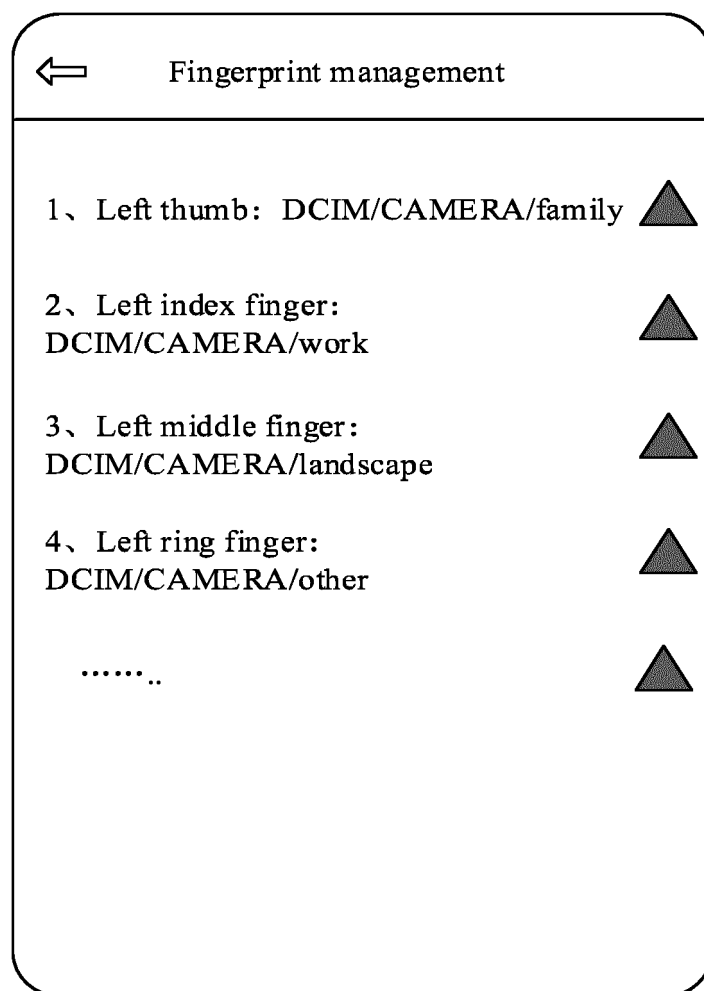 Fingerprint management
1、Left thumb：DCIM/CAMERA/family
2、Left index finger：
DCIM/CAMERA/work
3、Left middle finger：
DCIM/CAMERA/landscape
4、Left ring finger：
DCIM/CAMERA/other
……..